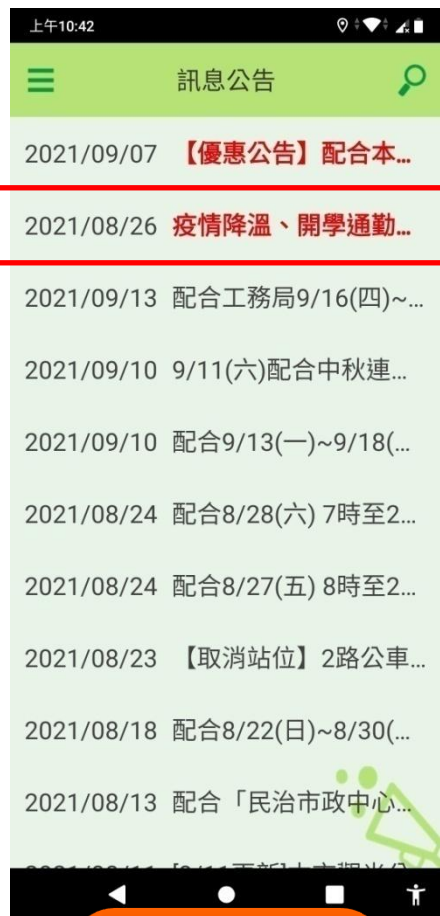 上午10:42
訊息公告
2021/09/07 【優惠公告】配合本...
2021/08/26 疫情降溫、開學通勤...
2021/09/13 配合工務局9/16(四)~...
2021/09/10 9/11(六)配合中秋連...
2021/09/10 配合9/13(一)~9/18(...
2021/08/24 配合8/28(六) 7時至2...
2021/08/24 配合8/27(五) 8時至2...
2021/08/23 【取消站位】2路公車...
2021/08/18 配合8/22(日)~8/30(...
2021/08/13 配合「民治市政中心...